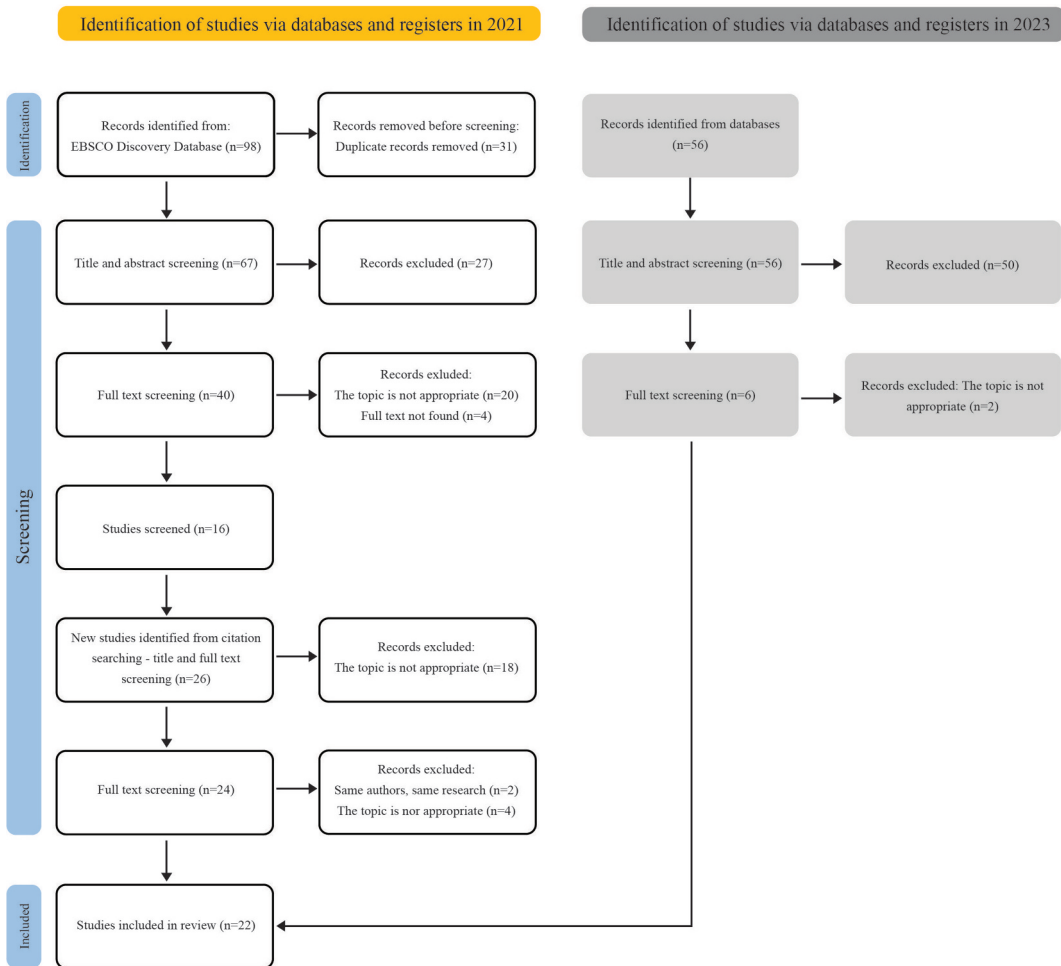 Identification of studies via databases and registers in 2021
Identification of studies via databases and registers in 2023
Identification
Records identified from:
EBSCO Discovery Database (n=98)
Records removed before screening:
Duplicate records removed (n=31)
Records identified from databases
(n=56)
Screening
Title and abstract screening (n=67)
Records excluded (n=27)
Title and abstract screening (n=56)
Records excluded (n=50)
Full text screening (n=40)
Records exluded:
The topic is not appropriate (n=20)
Full text not found (n=4)
Full text screening (n=6)
Records excluded: The topic is not
appropriate (n=2)
Studies screened (n=16)
New studies identified from citation
searching - title and full text
screening (n=26)
Records excluded:
The topic is not appropriate (n=18)
Full text screening (n=24)
Records excluded:
Same authors, same research (n=2)
The topic is nor appropriate (n=4)
Included
Studies included in review (n=22)